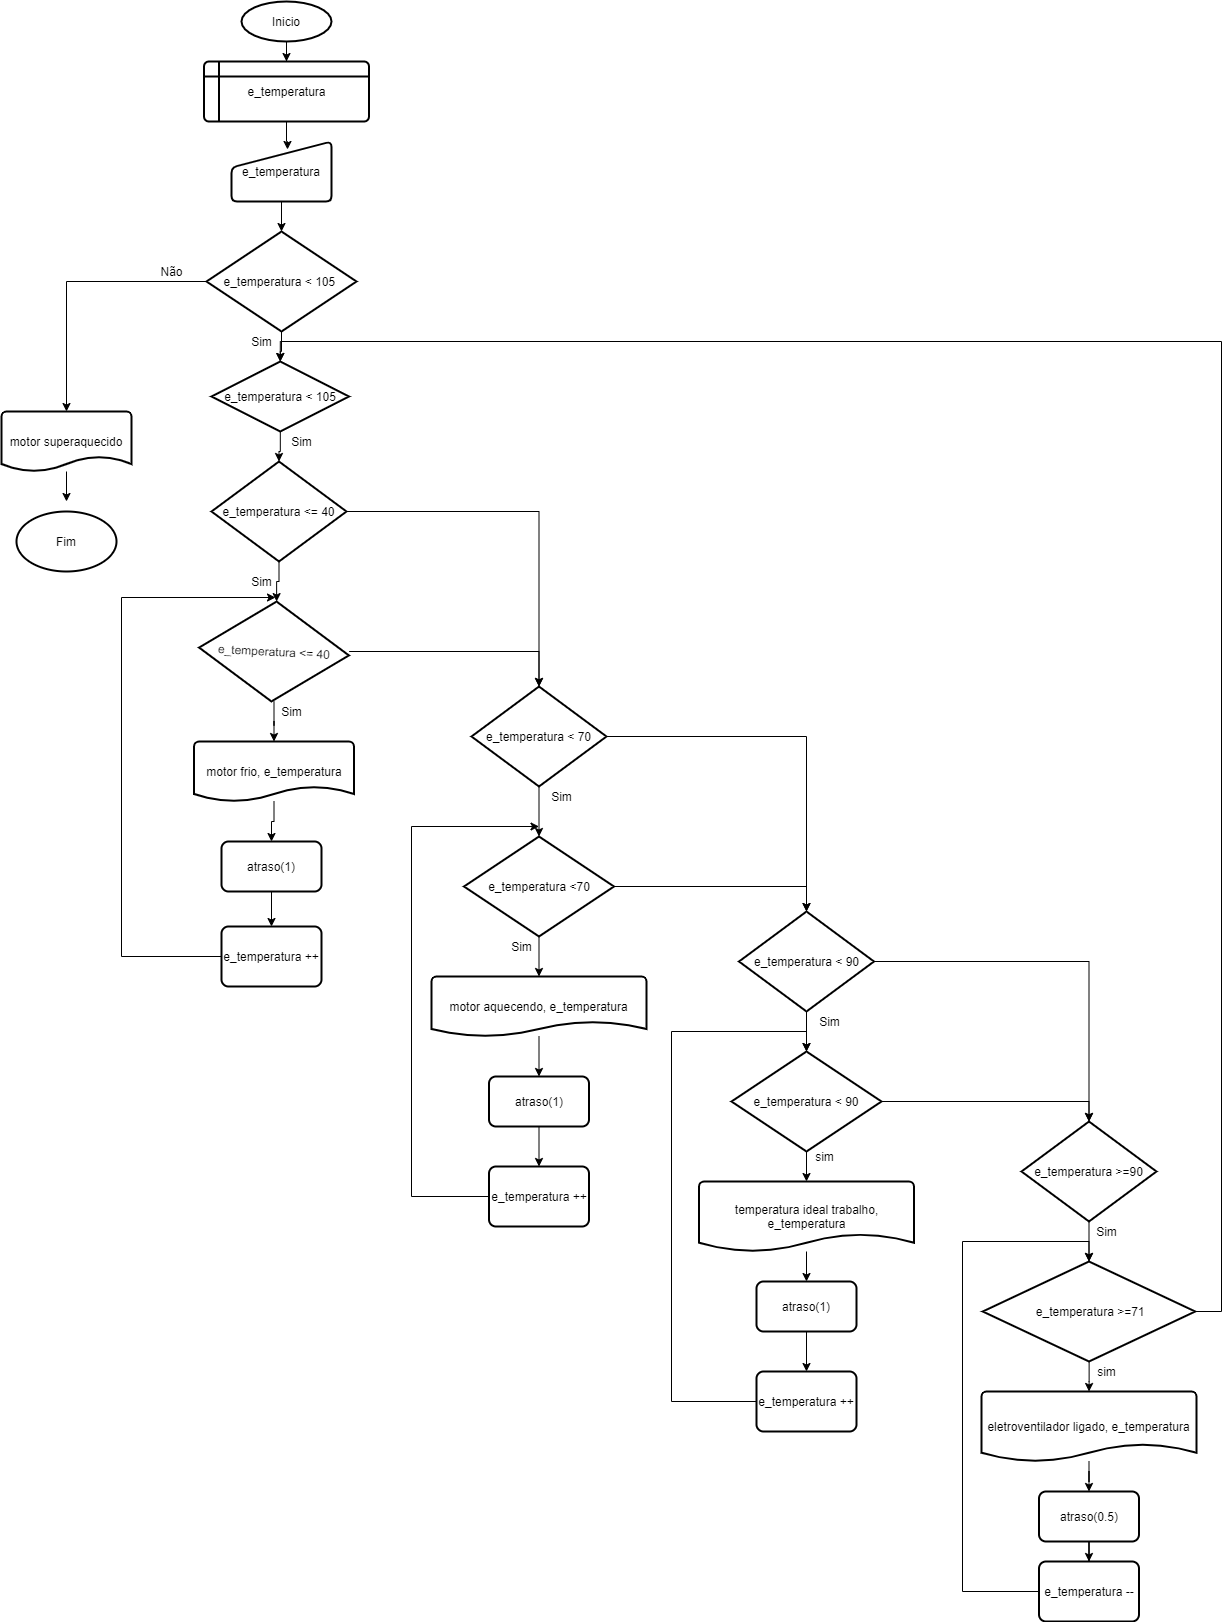 Inicio
e_temperatura
e_temperatura
e_temperatura < 105
Não
Sim
e_temperatura < 105
Sim
motor superaquecido
Fim
e_temperatura <= 40
Sim
e_temperatura <= 40
Sim
motor frio, e_temperatura
atraso(1)
e_temperatura ++
e_temperatura < 70
Sim
e_temperatura <70
Sim
motor aquecendo, e_temperatura
atraso(1)
e_temperatura ++
e_temperatura < 90
Sim
e_temperatura < 90
sim
temperatura ideal trabalho,
e_temperatura
atraso(1)
e_temperatura ++
e_temperatura >=90
Sim
e_temperatura >=71
sim
eletroventilador ligado, e_temperatura
atraso(0.5)
e_temperatura --